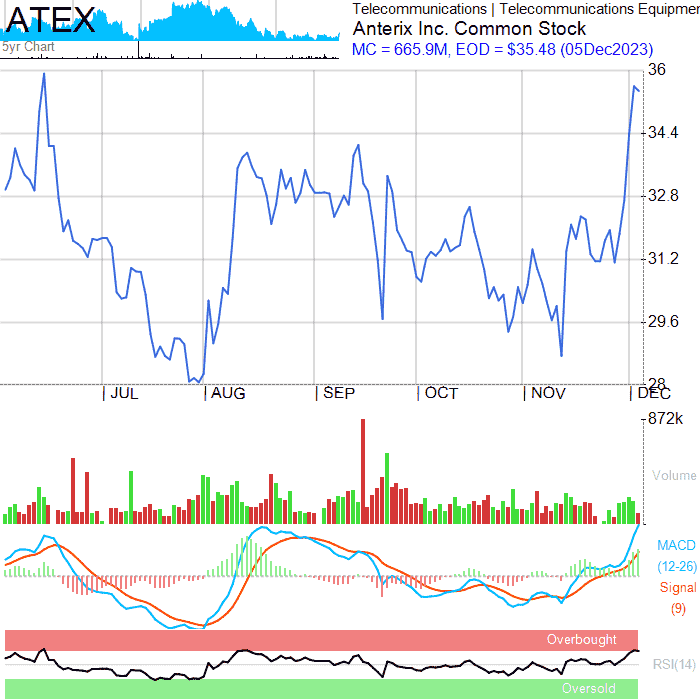 ATEX
5yr Chart
Telecommunications | Telecommunications Equipmen
Anterix Inc. Common Stock
MC = 665.9M, EOD = $35.48 (05Dec2023)
36
34.4
32.8
31.2
29.6
28
| JUL | AUG | SEP | OCT | NOV | DEC
872k
Volume
MACD
(12-26)
Signal
(9)
Overbought
RSI(14)
Oversold